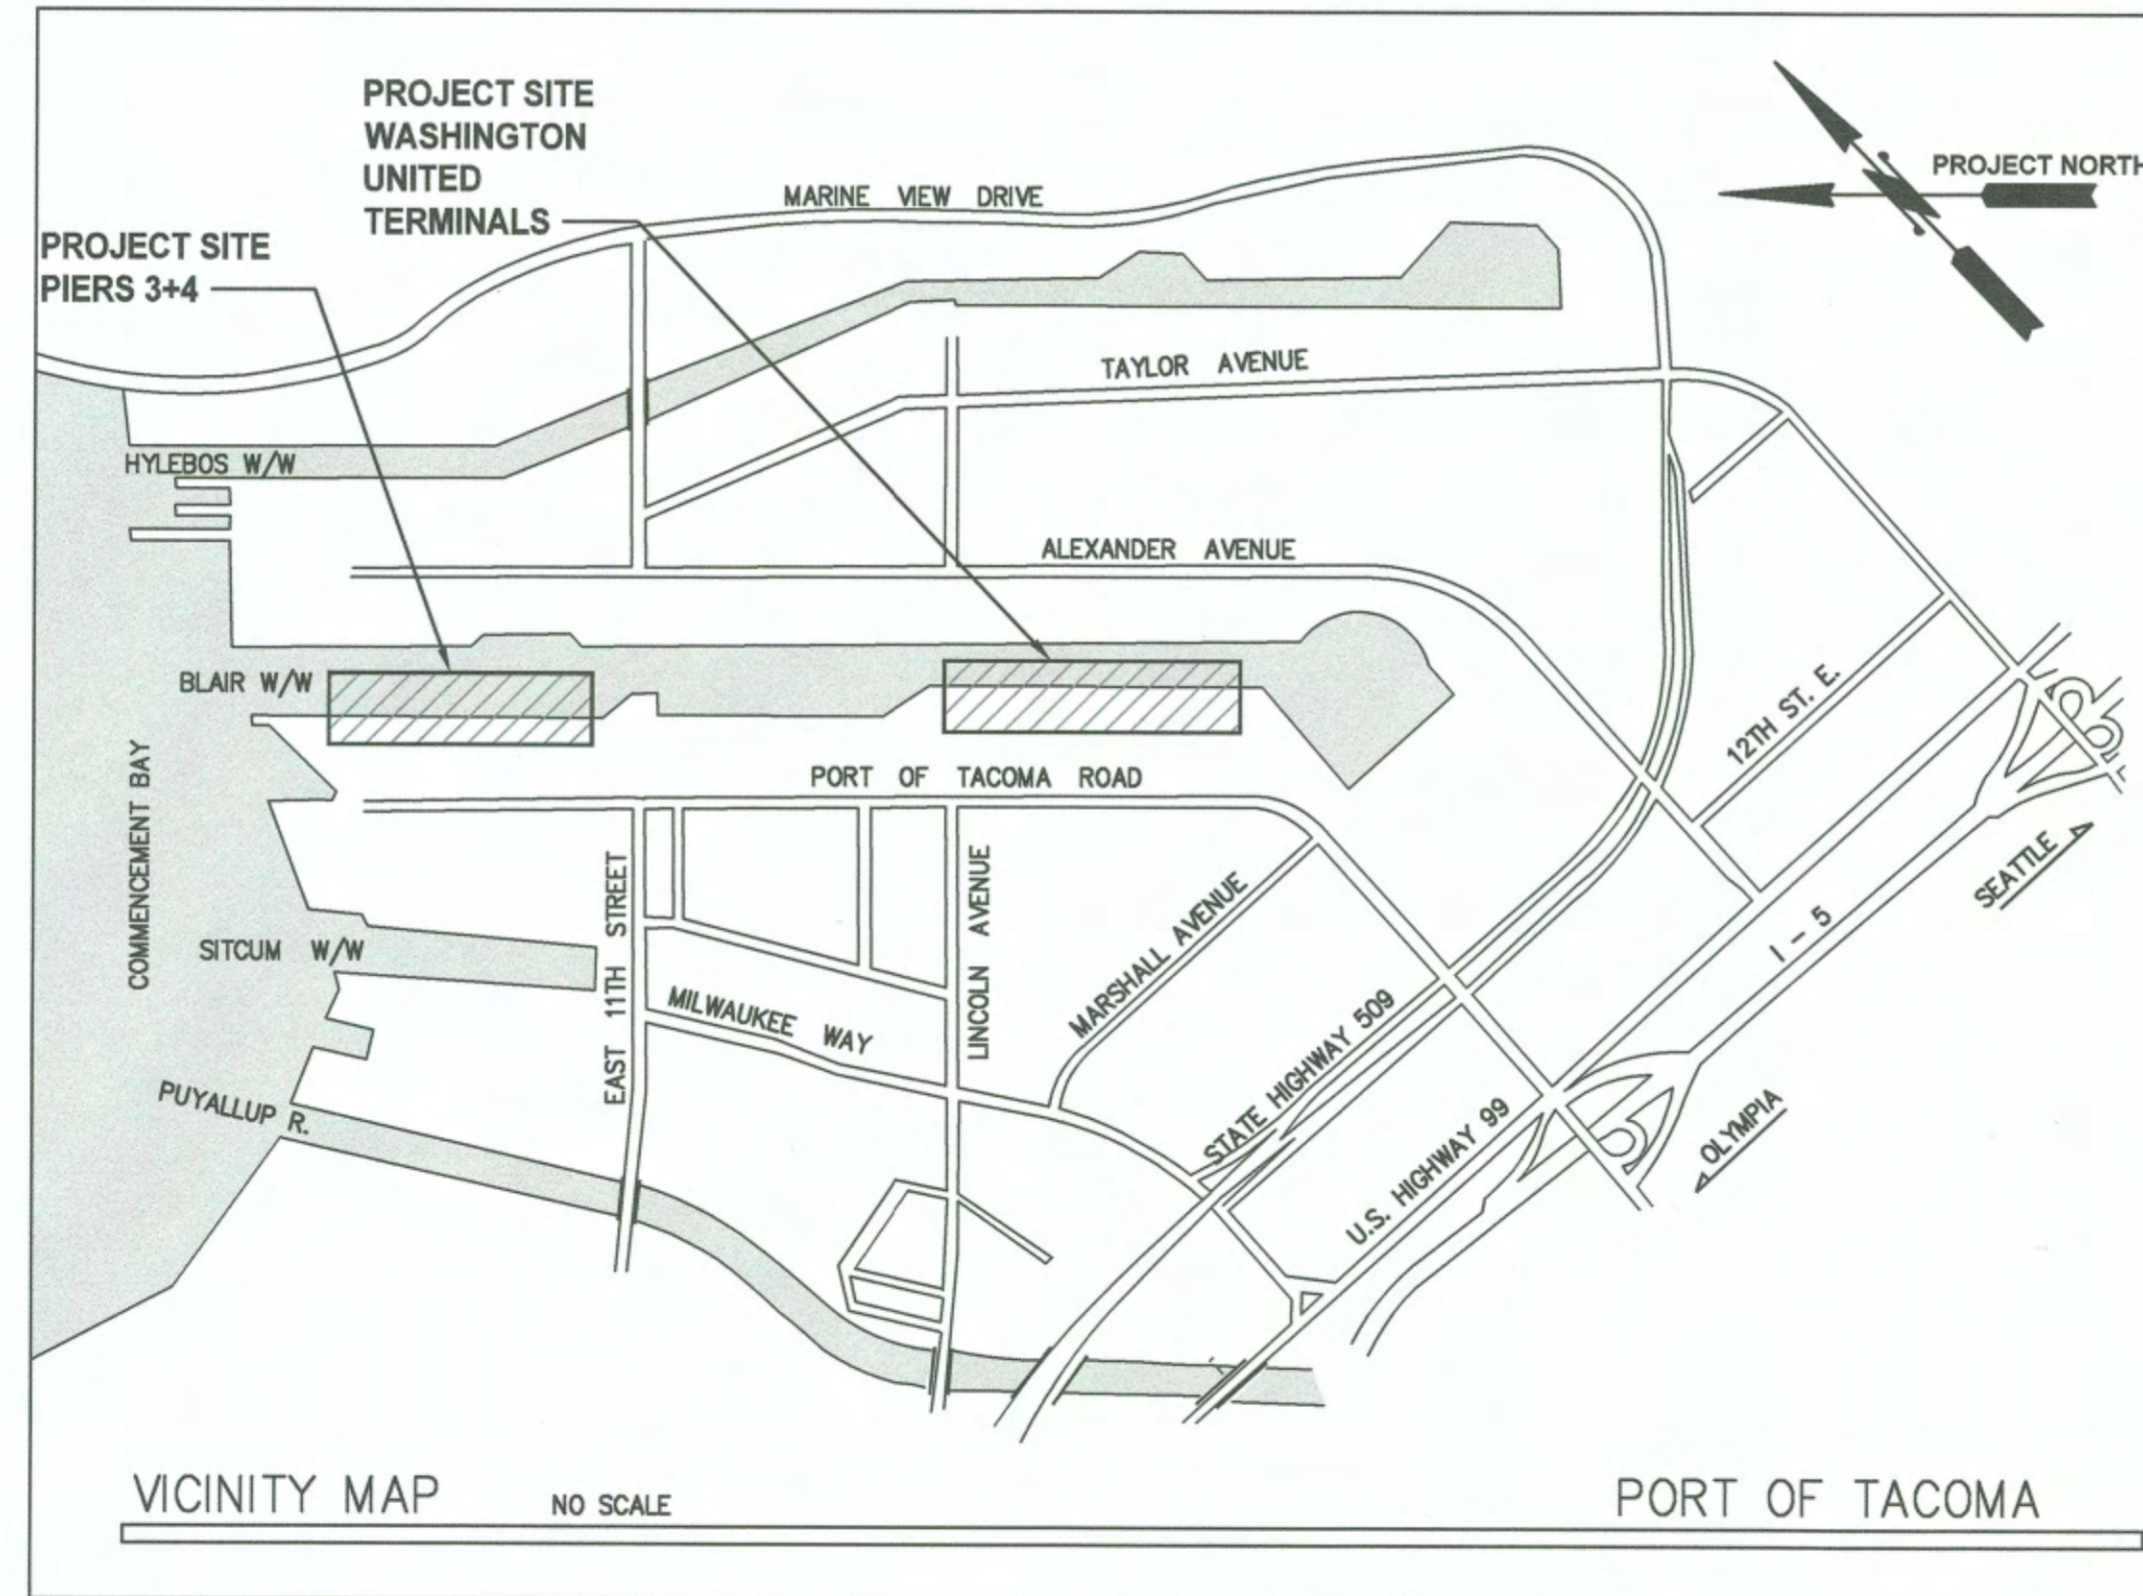 PROJECT SITE
WASHINGTON
UNITED
TERMINALS
PROJECT SITE
PIERS 3+4
PROJECT NORTH
MARINE VIEW DRIVE
TAYLOR AVENUE
HYLEBOS W/W
ALEXANDER AVENUE
BLAIR W/W
12TH ST. E.
PORT OF TACOMA ROAD
COMMENCEMENT BAY
SEATTLE
EAST 11TH STREET
LINCOLN AVENUE
MARSHALL AVENUE
I - 5
SITCUM W/W
MILWAUKEE WAY
STATE HIGHWAY 509
PUYALLUP R.
U.S. HIGHWAY 99
OLYMPIA
VICINITY MAP
NO SCALE
PORT OF TACOMA